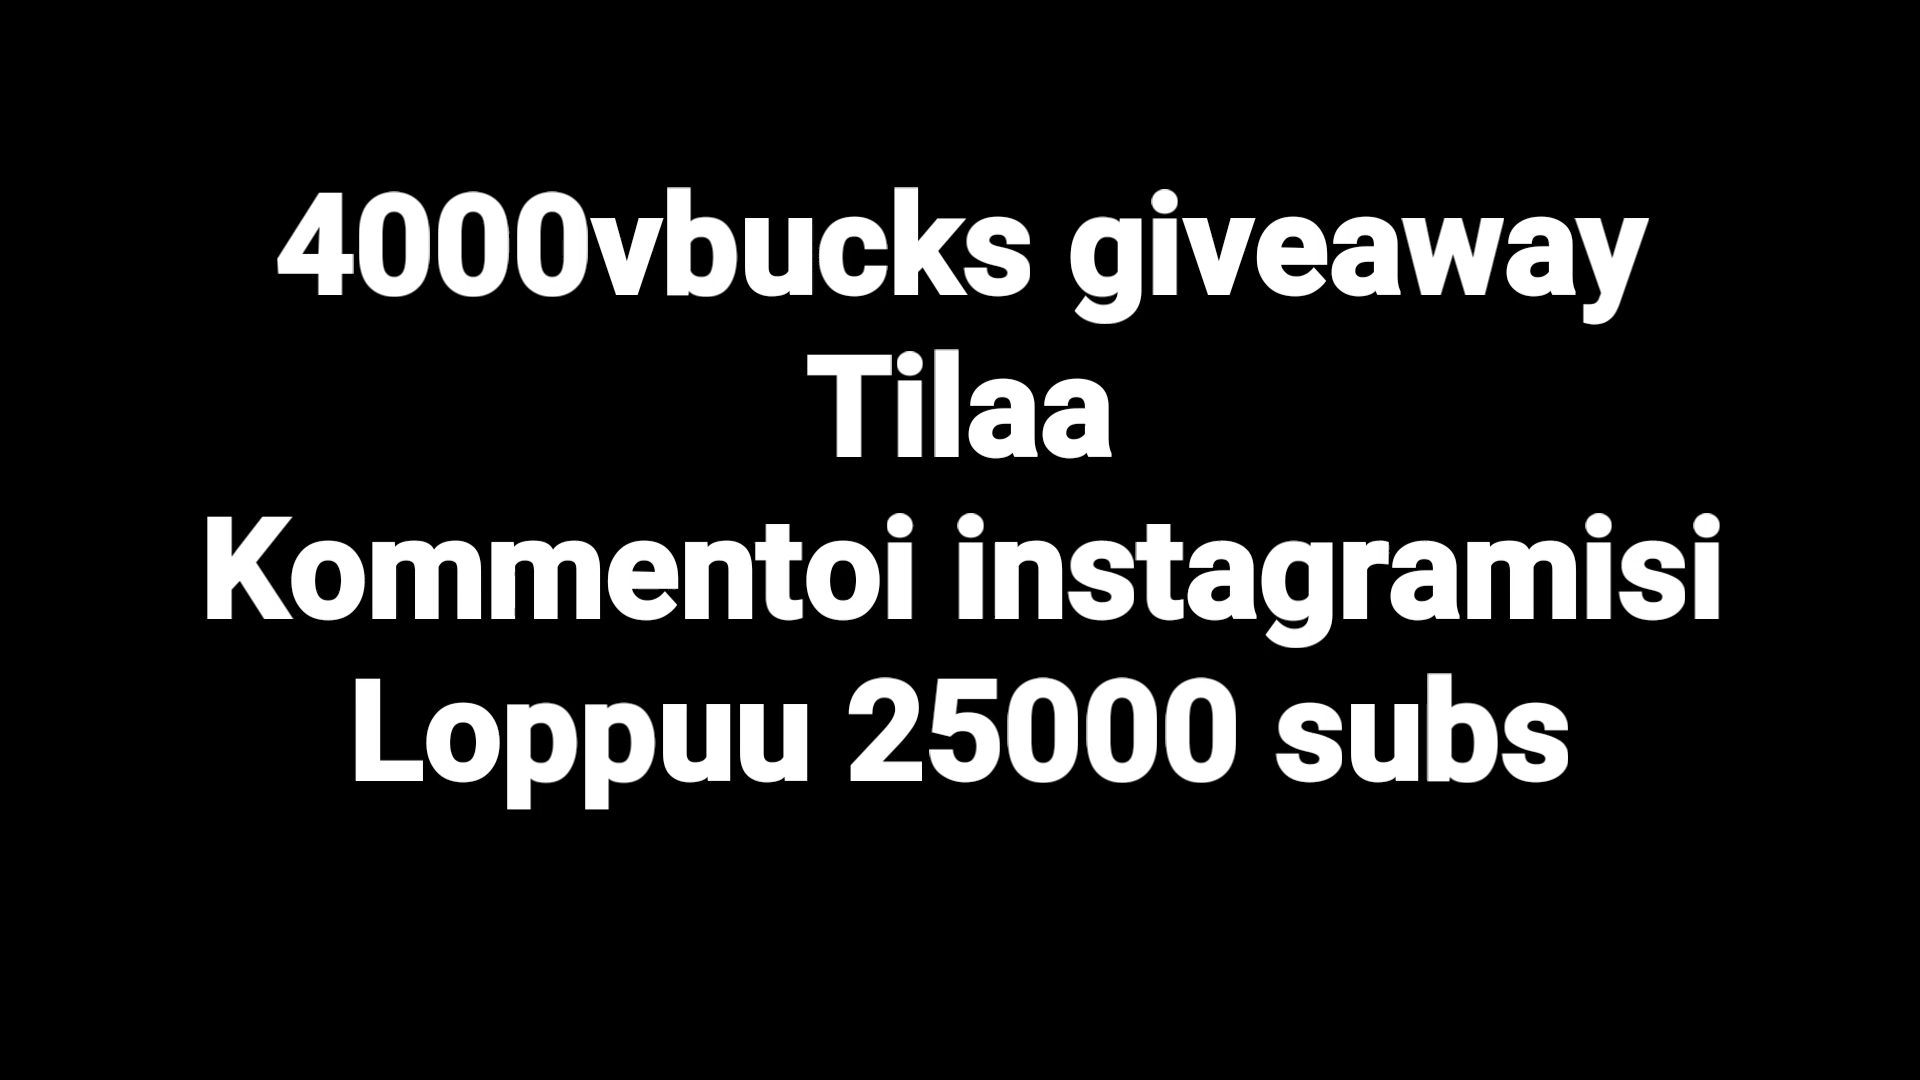 4000vbucks giveaway
Tilaa
Kommentoi instagramisi
Loppuu 25000 subs